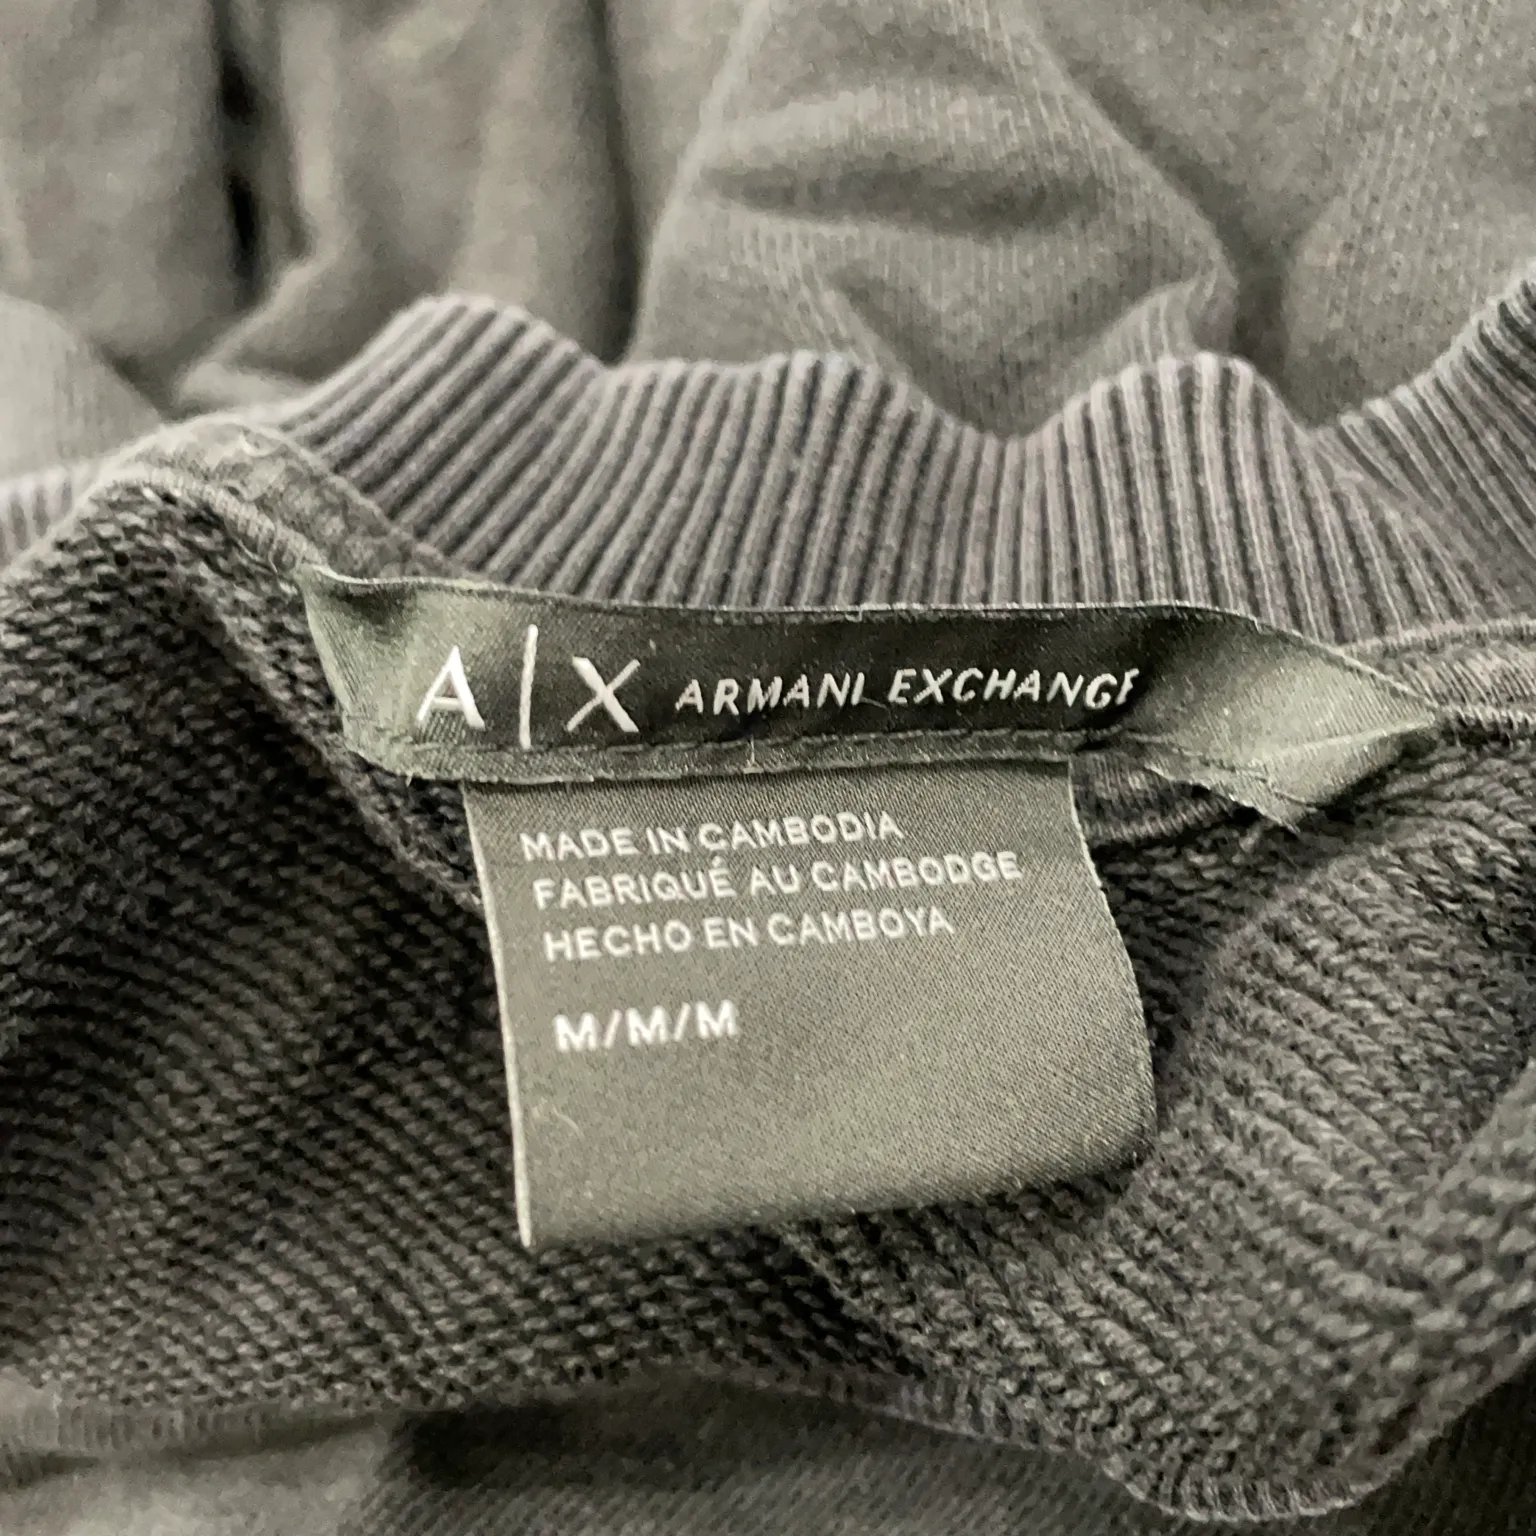 A|X ARMANI EXCHANGE
MADE IN CAMBODIA
FABRIQUÉ AU CAMBODGE
HECHO EN CAMBOYA
M/M/M